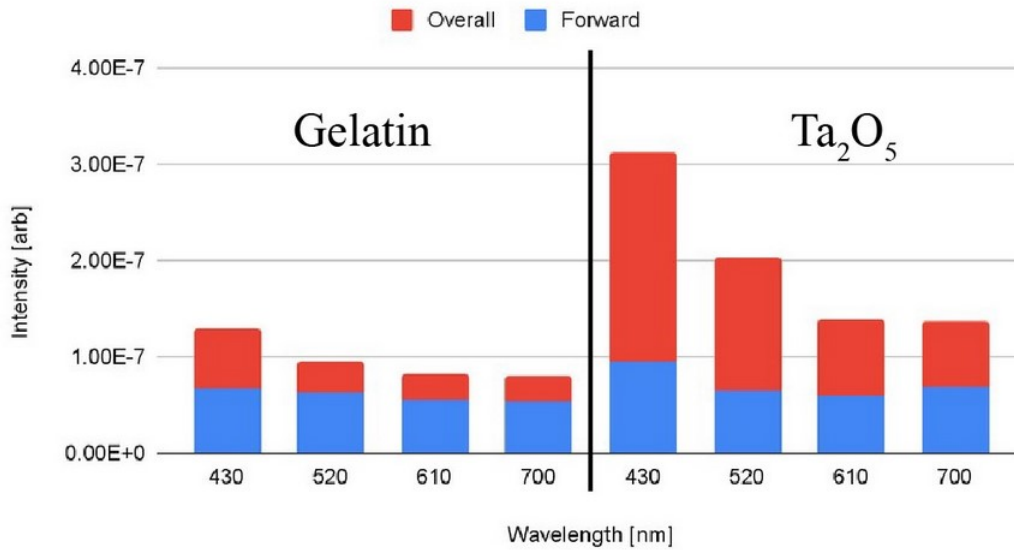 Overall Forward
4.00E-7
Gelatin Ta₂O₅
3.00E-7
2.00E-7
1.00E-7
0.00E+0
430 520 610 700 430 520 610 700
Intensity [arb]
Wavelength [nm]